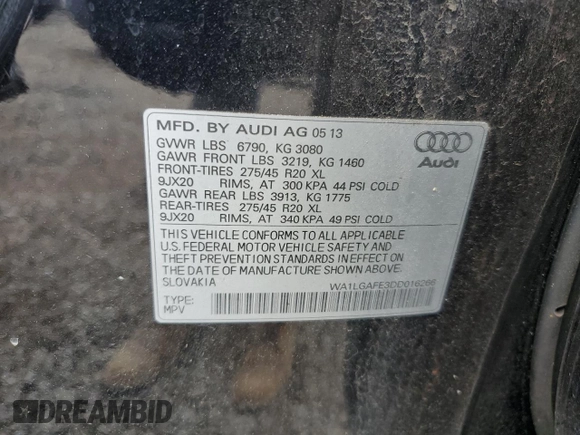 MFD. BY AUDI AG 05 13
GVWR LBS 6790, KG 3080
GAWR FRONT LBS 3219, KG 1460
FRONT-TIRES 275/45 R20 XL
9JX20 RIMS, AT 300 KPA 44 PSI COLD
GAWR REAR LBS 3913, KG 1775
REAR-TIRES 275/45 R20 XL
9JX20 RIMS, AT 340 KPA 49 PSI COLD
Audi
THIS VEHICLE CONFORMS TO ALL APPLICABLE
U.S. FEDERAL MOTOR VEHICLE SAFETY AND
THEFT PREVENTION STANDARDS IN EFFECT ON
THE DATE OF MANUFACTURE SHOWN ABOVE.
SLOVAKIA
WA1LGAFE3DD016266
TYPE:
MPV
DREAMBID